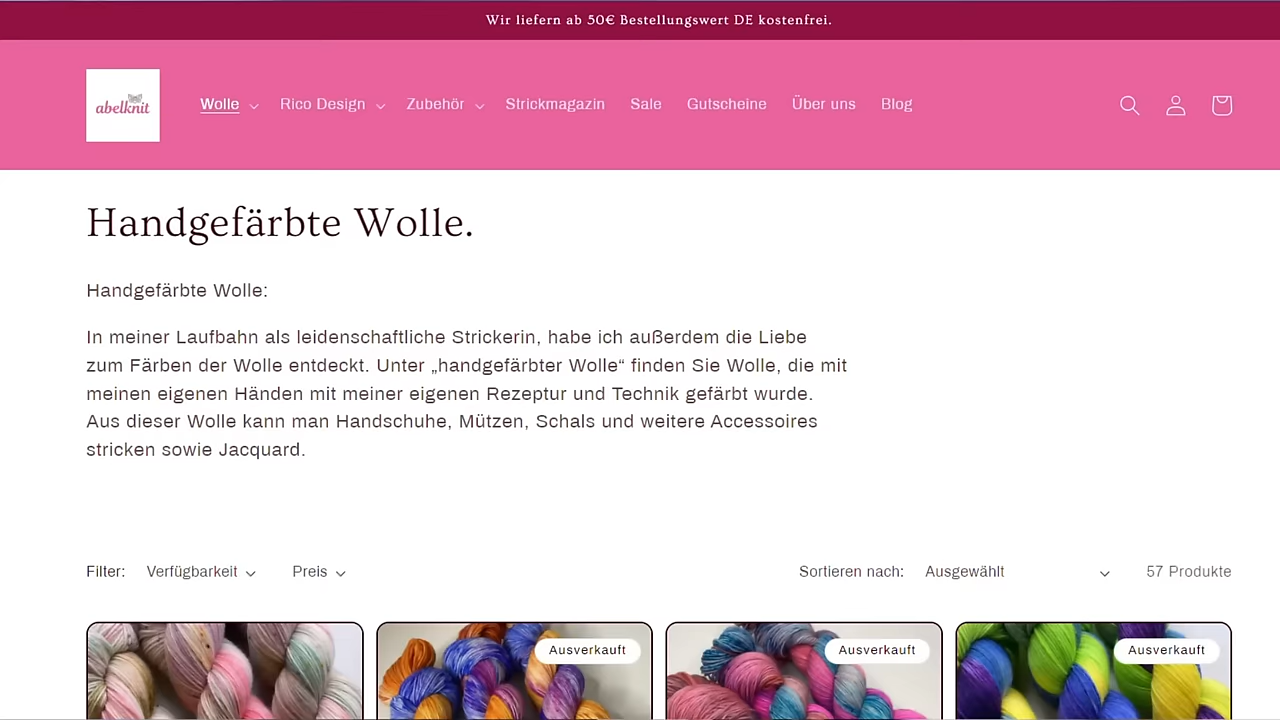 Wir liefern ab 50€ Bestellungswert DE kostenfrei.
abelknit
Wolle
Rico Design
Zubehör
Strickmagazin
Sale
Gutscheine
Über uns
Blog
Handgefärbte Wolle.
Handgefärbte Wolle:
In meiner Laufbahn als leidenschaftliche Strickerin, habe ich außerdem die Liebe
zum Färben der Wolle entdeckt. Unter „handgefärbter Wolle“ finden Sie Wolle, die mit
meinen eigenen Händen mit meiner eigenen Rezeptur und Technik gefärbt wurde.
Aus dieser Wolle kann man Handschuhe, Mützen, Schals und weitere Accessoires
stricken sowie Jacquard.
Filter:
Verfügbarkeit
Preis
Sortieren nach:
Ausgewählt
57 Produkte
Ausverkauft
Ausverkauft
Ausverkauft